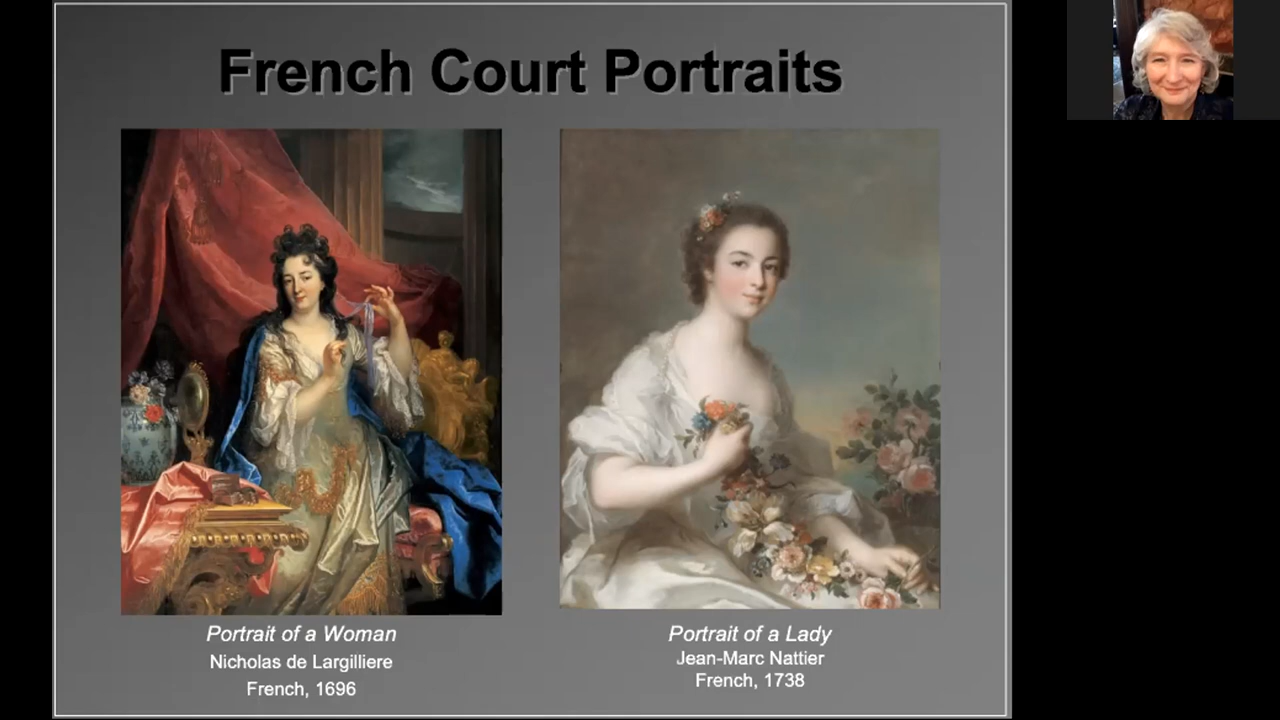 French Court Portraits
Portrait of a Woman
Nicholas de Largilliere
French, 1696
Portrait of a Lady
Jean-Marc Nattier
French, 1738